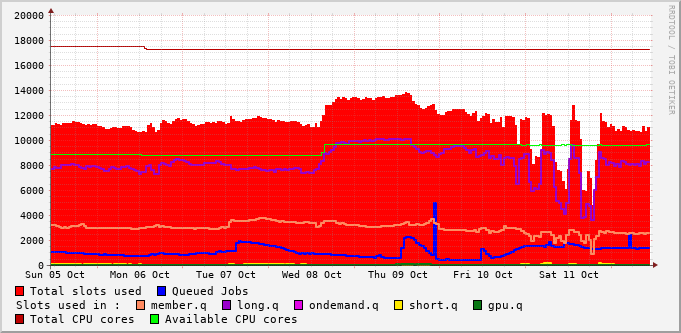 RRDTOOL / TOBI OETIKER
20000
18000
16000
14000
12000
10000
8000
6000
4000
2000
0
Sun 05 Oct Mon 06 Oct Tue 07 Oct Wed 08 Oct Thu 09 Oct Fri 10 Oct Sat 11 Oct
Total slots used Queued Jobs
Slots used in : member.q long.q ondemand.q short.q gpu.q
Total CPU cores Available CPU cores